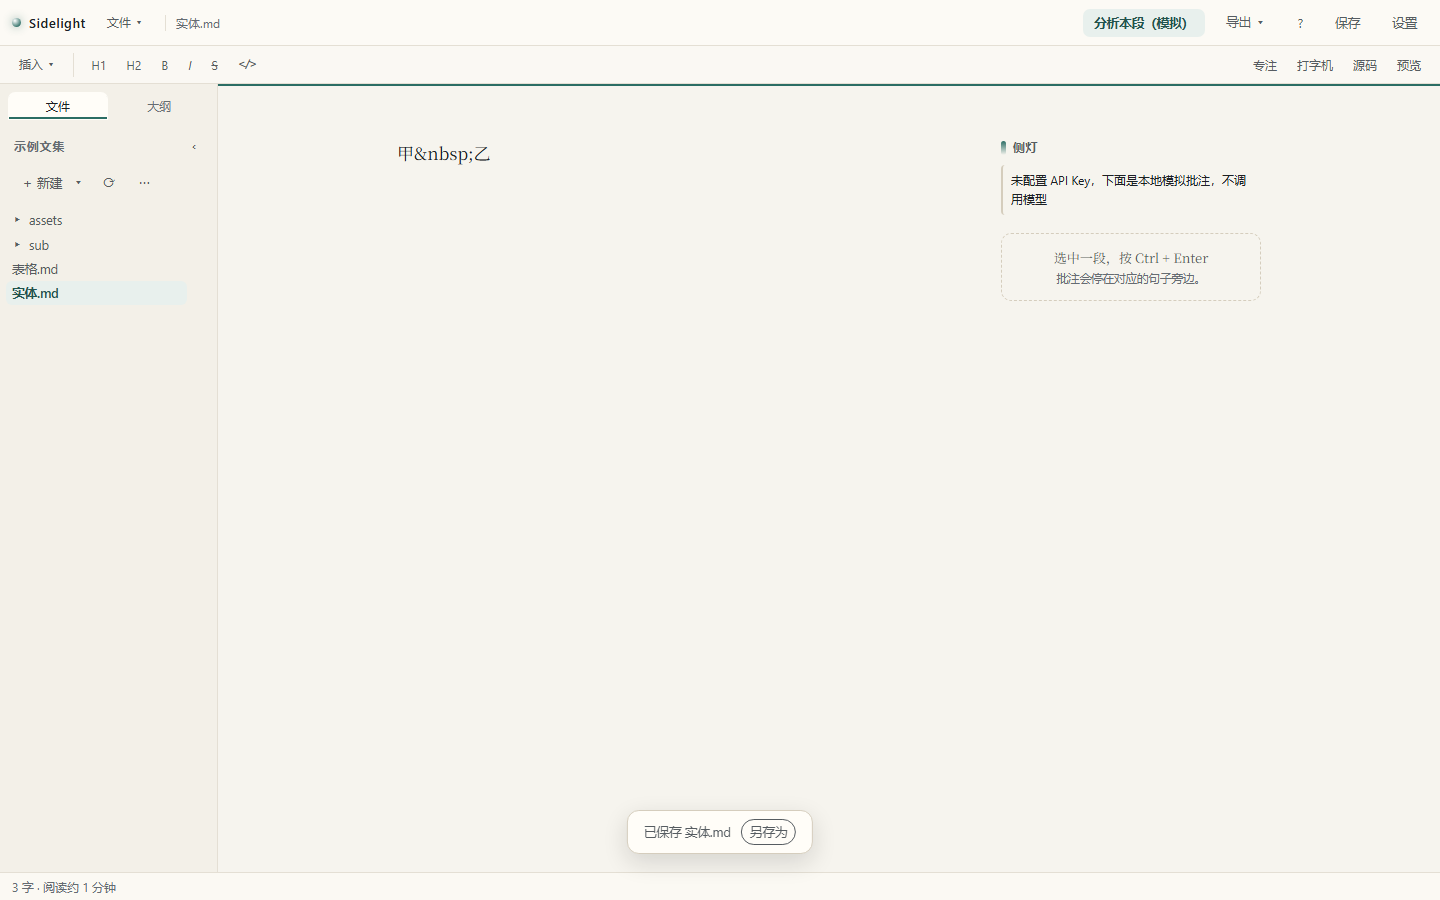 Sidelight 文件 ▾ 实体.md 分析本段（模拟） 导出 ▾ ? 保存 设置
插入 ▾ H1 H2 B I S </> 专注 打字机 源码 预览
文件 大纲
示例文集 ‹
+ 新建 ▾ ⟳ ···
▸ assets
▸ sub
表格.md
实体.md
甲&nbsp;乙
侧灯
未配置 API Key，下面是本地模拟批注，不调
用模型
选中一段，按 Ctrl + Enter
批注会停在对应的句子旁边。
已保存 实体.md 另存为
3 字 · 阅读约 1 分钟